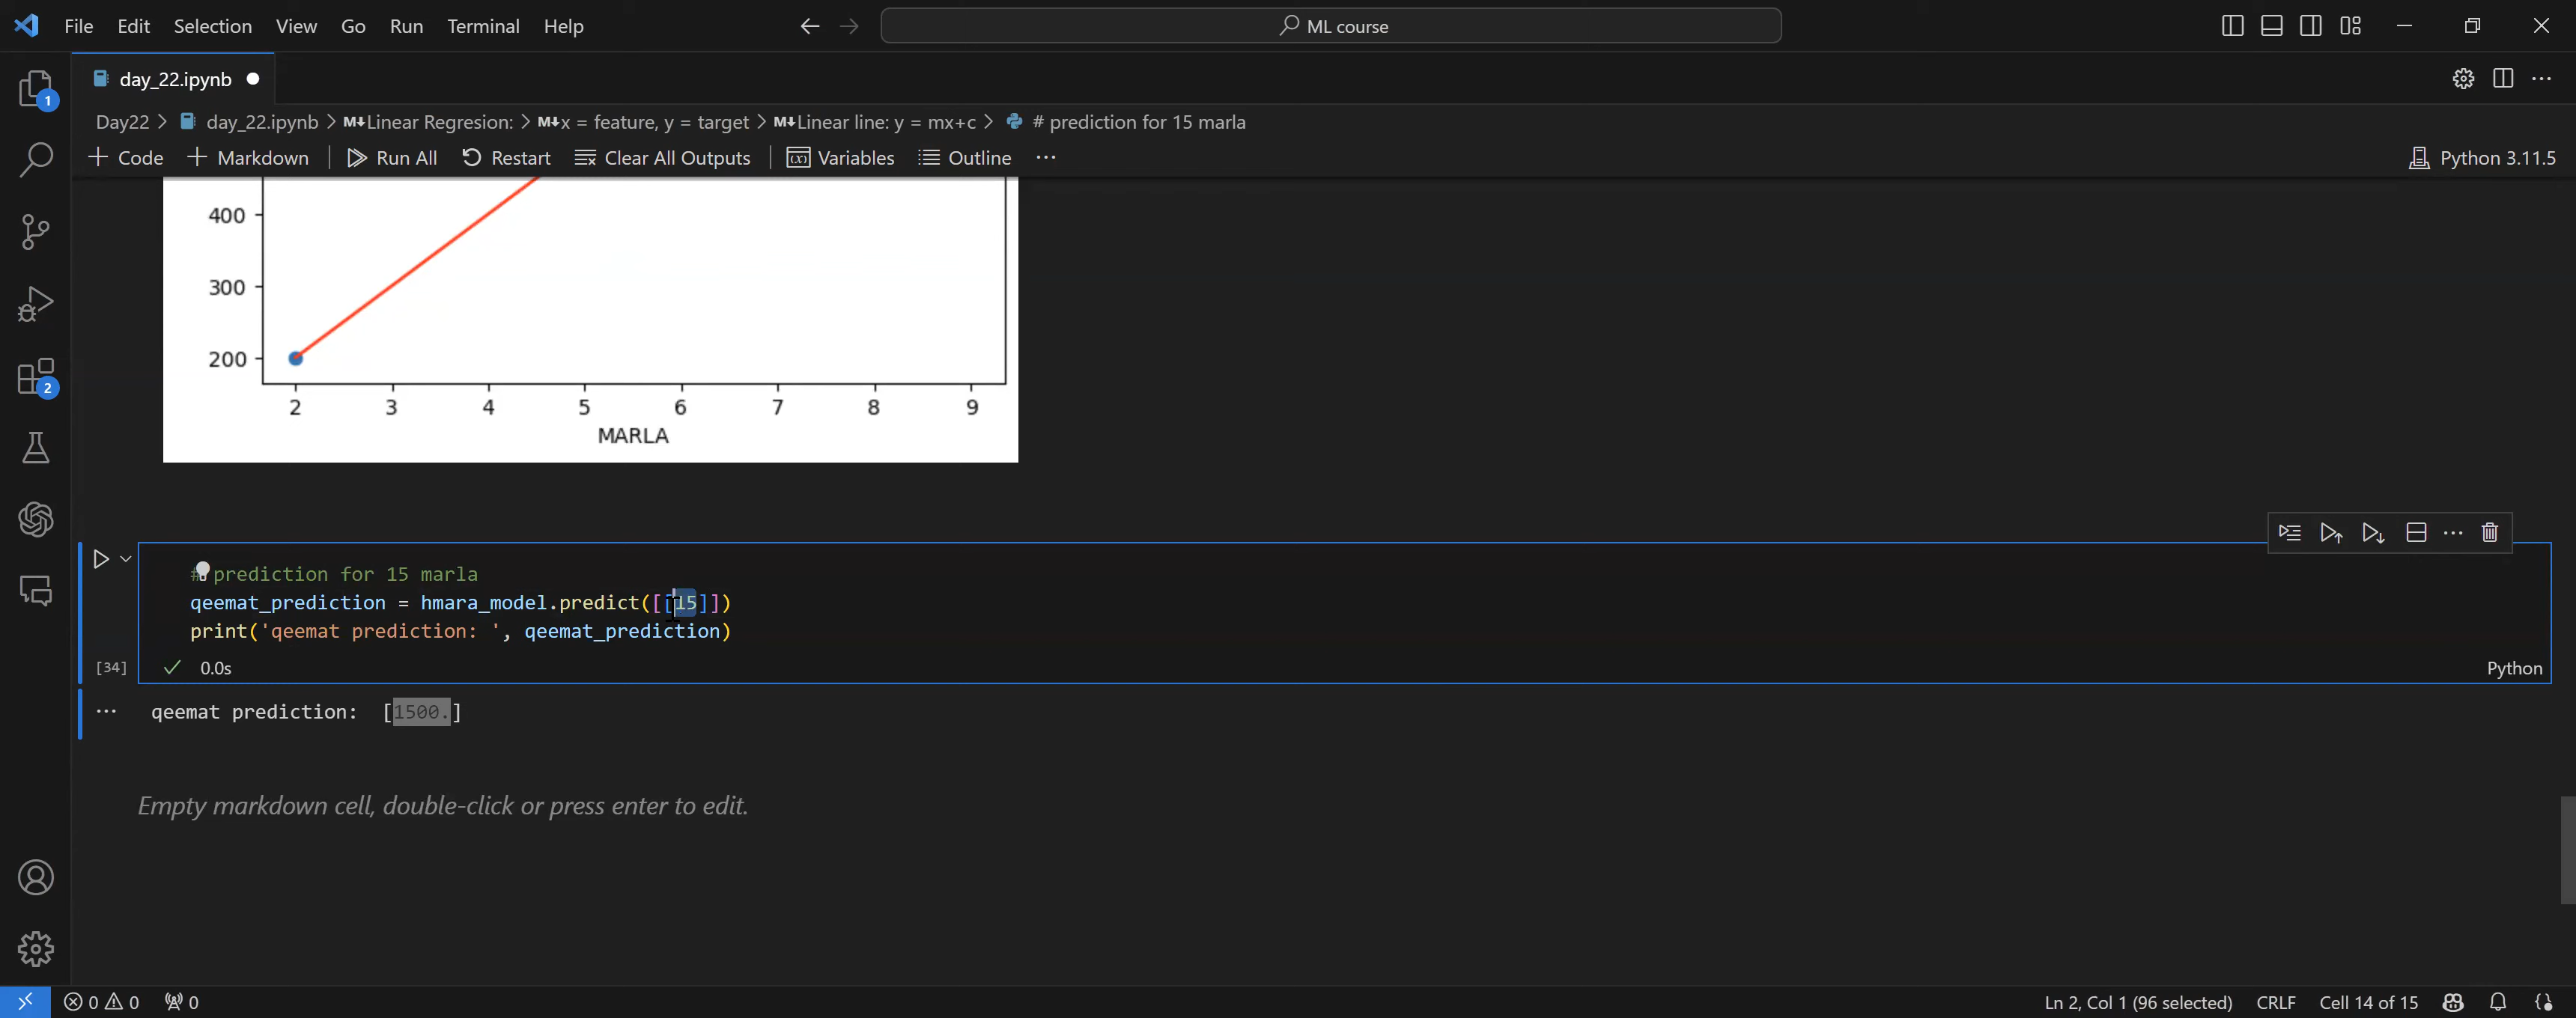 File Edit Selection View Go Run Terminal Help
ML course
day_22.ipynb
Day22 > day_22.ipynb > M↓Linear Regresion: > M↓x = feature, y = target > M↓Linear line: y = mx+c > # prediction for 15 marla
+ Code + Markdown Run All Restart Clear All Outputs Variables Outline ...
Python 3.11.5
1
2
400
300
200
2 3 4 5 6 7 8 9
MARLA
# prediction for 15 marla
qeemat_prediction = hmara_model.predict([[15]])
print('qeemat prediction: ', qeemat_prediction)
[34] 0.0s
Python
qeemat prediction: [1500.]
Empty markdown cell, double-click or press enter to edit.
0 0 0
Ln 2, Col 1 (96 selected) CRLF Cell 14 of 15